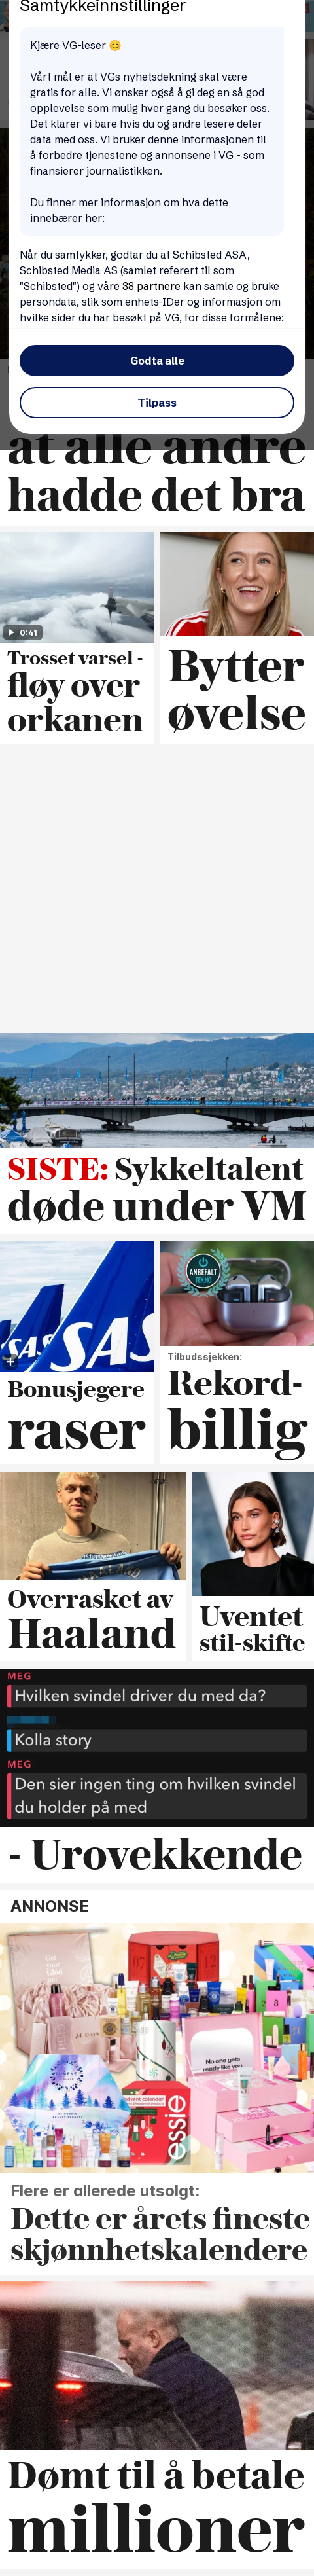 Samtykkeinnstillinger
Kjære VG-leser 😊
Vårt mål er at VGs nyhetsdekning skal være
gratis for alle. Vi ønsker også å gi deg en så god
opplevelse som mulig hver gang du besøker oss.
Det klarer vi bare hvis du og andre lesere deler
data med oss. Vi bruker denne informasjonen til
å forbedre tjenestene og annonsene i VG - som
finansierer journalistikken.
Du finner mer informasjon om hva dette
innebærer her:
Når du samtykker, godtar du at Schibsted ASA,
Schibsted Media AS (samlet referert til som
"Schibsted") og våre 38 partnere kan samle og bruke
persondata, slik som enhets-IDer og informasjon om
hvilke sider du har besøkt på VG, for disse formålene:
Godta alle
Tilpass
at alle andre
hadde det bra
0:41
Trosset varsel -
fløy over
orkanen
Bytter
øvelse
SISTE: Sykkeltalent
døde under VM
SAS
SAS
Bonusjegere
raser
ANBEFALT
TEK.NO
Tilbudssjekken:
Rekord-
billig
Overrasket av
Haaland
Uventet
stil-skifte
MEG
Hvilken svindel driver du med da?
Kolla story
MEG
Den sier ingen ting om hvilken svindel
du holder på med
- Urovekkende
ANNONSE
24 DAYS
No one gets
ready like you.
8
essie
Flere er allerede utsolgt:
Dette er årets fineste
skjønnhetskalendere
Dømt til å betale
millioner